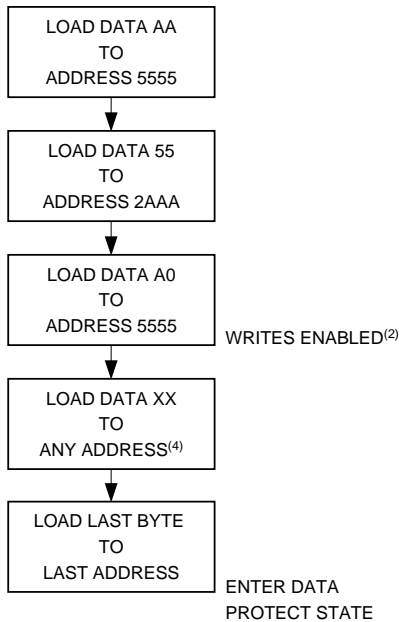 LOAD DATA AA
TO
ADDRESS 5555
LOAD DATA 55
TO
ADDRESS 2AAA
LOAD DATA A0
TO
ADDRESS 5555
WRITES ENABLED(2)
LOAD DATA XX
TO
ANY ADDRESS(4)
LOAD LAST BYTE
TO
LAST ADDRESS
ENTER DATA
PROTECT STATE